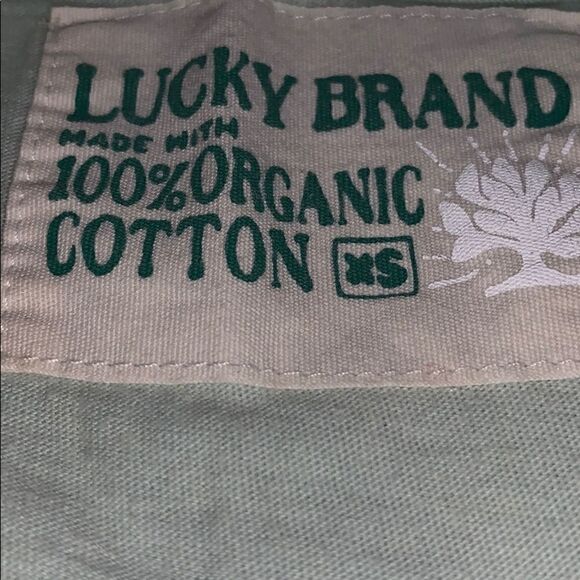 LUCKY BRAND
MADE WITH
100% ORGANIC
COTTON XS